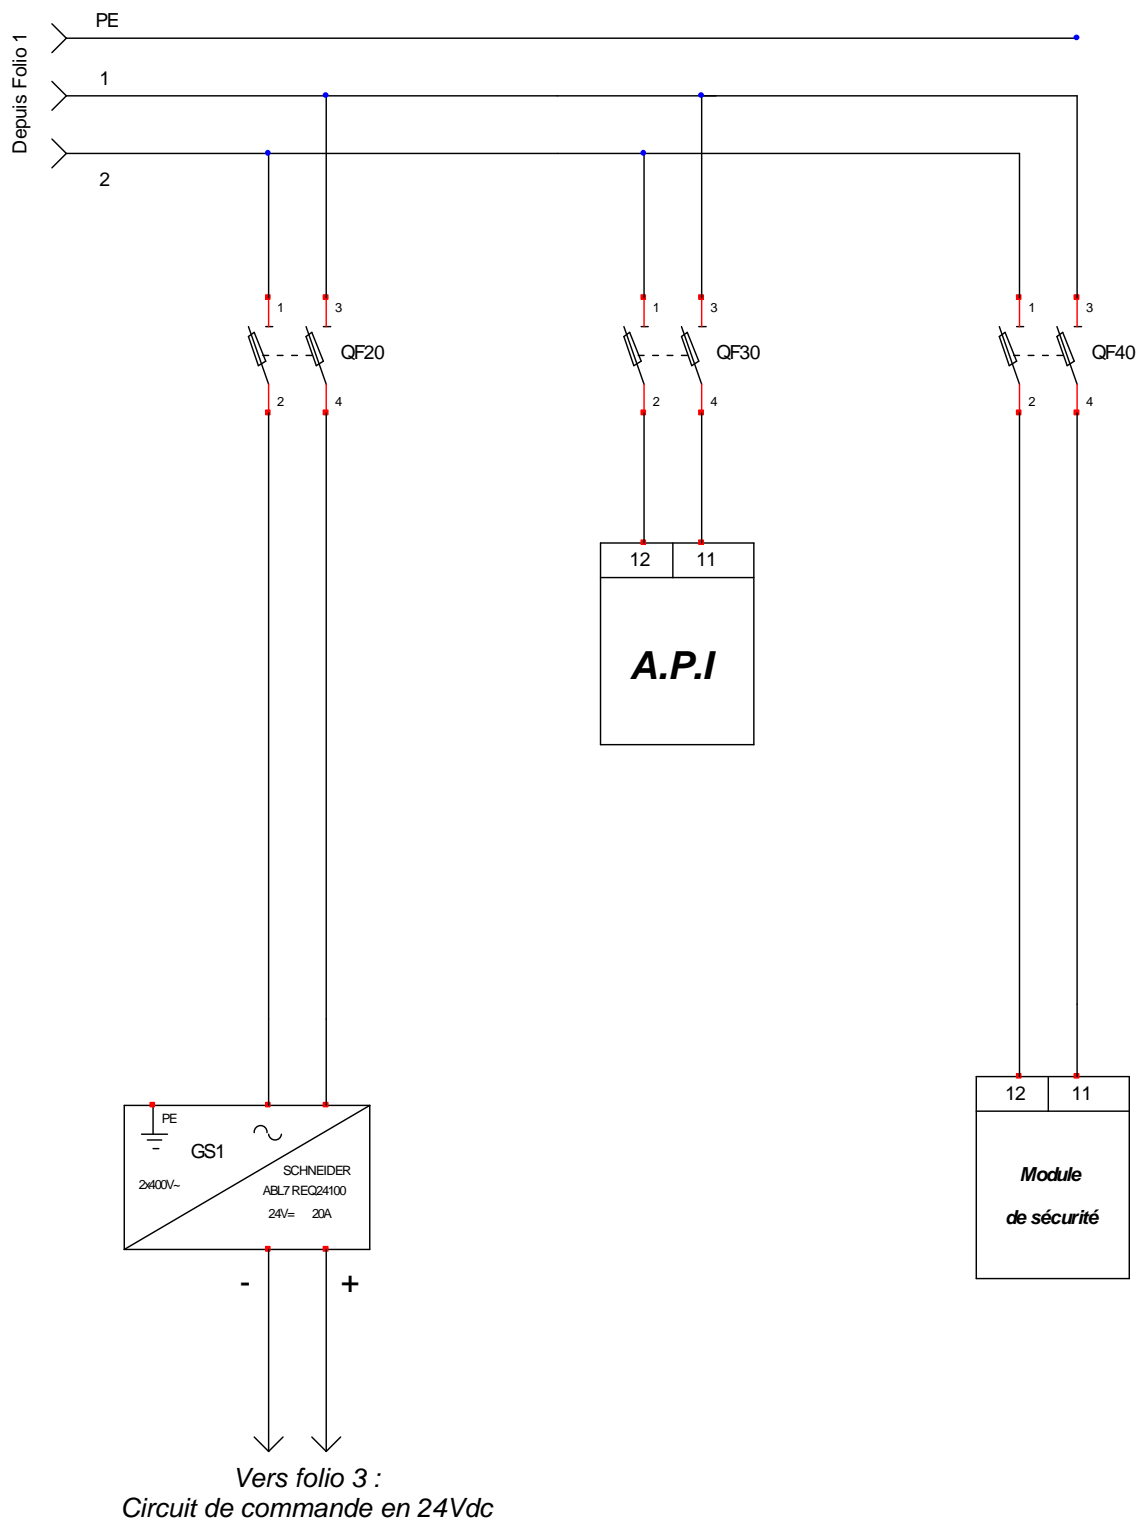 Depuis Folio 1
PE
1
2
1 3
QF20
2 4
1 3
QF30
2 4
1 3
QF40
2 4
12 11
A.P.I
PE
GS1
2x400V~
SCHNEIDER
ABL7 REQ24100
24V= 20A
- +
12 11
Module
de sécurité
Vers folio 3 :
Circuit de commande en 24Vdc